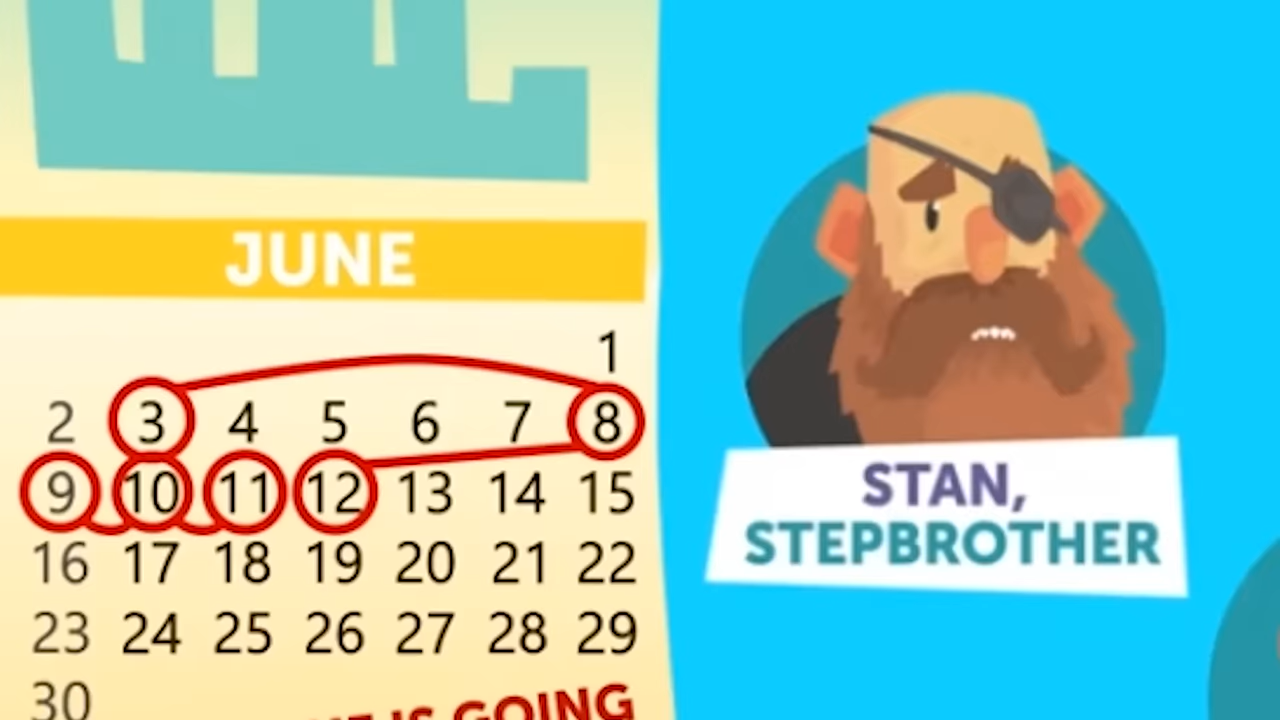 JUNE
1
2 3 4 5 6 7 8
9 10 11 12 13 14 15
16 17 18 19 20 21 22
23 24 25 26 27 28 29
30
IS GOING
STAN,
STEPBROTHER